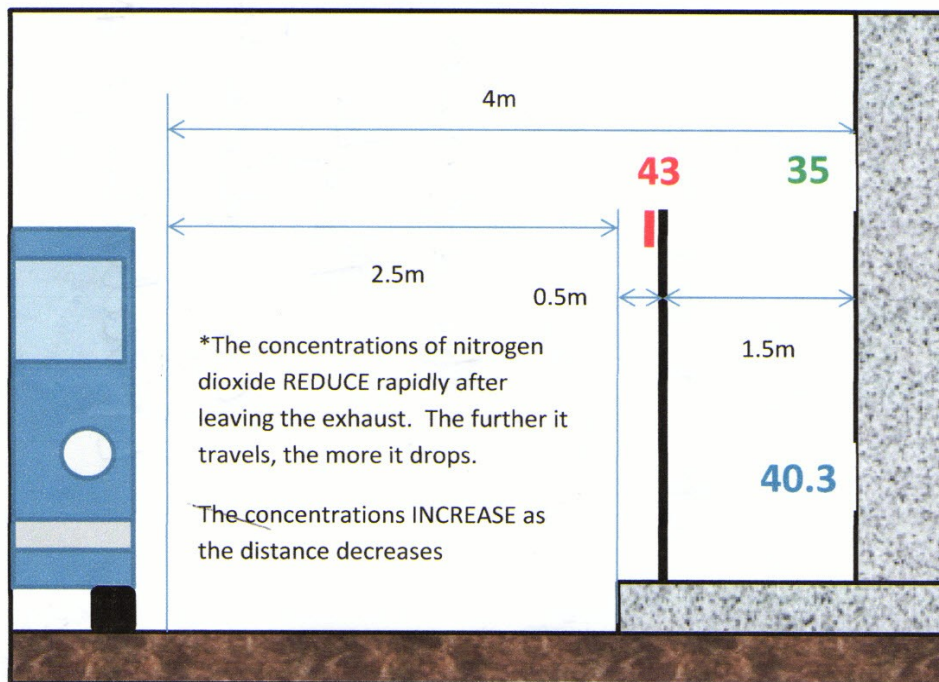 4m
43
35
2.5m
0.5m
1.5m
*The concentrations of nitrogen
dioxide REDUCE rapidly after
leaving the exhaust. The further it
travels, the more it drops.
40.3
The concentrations INCREASE as
the distance decreases